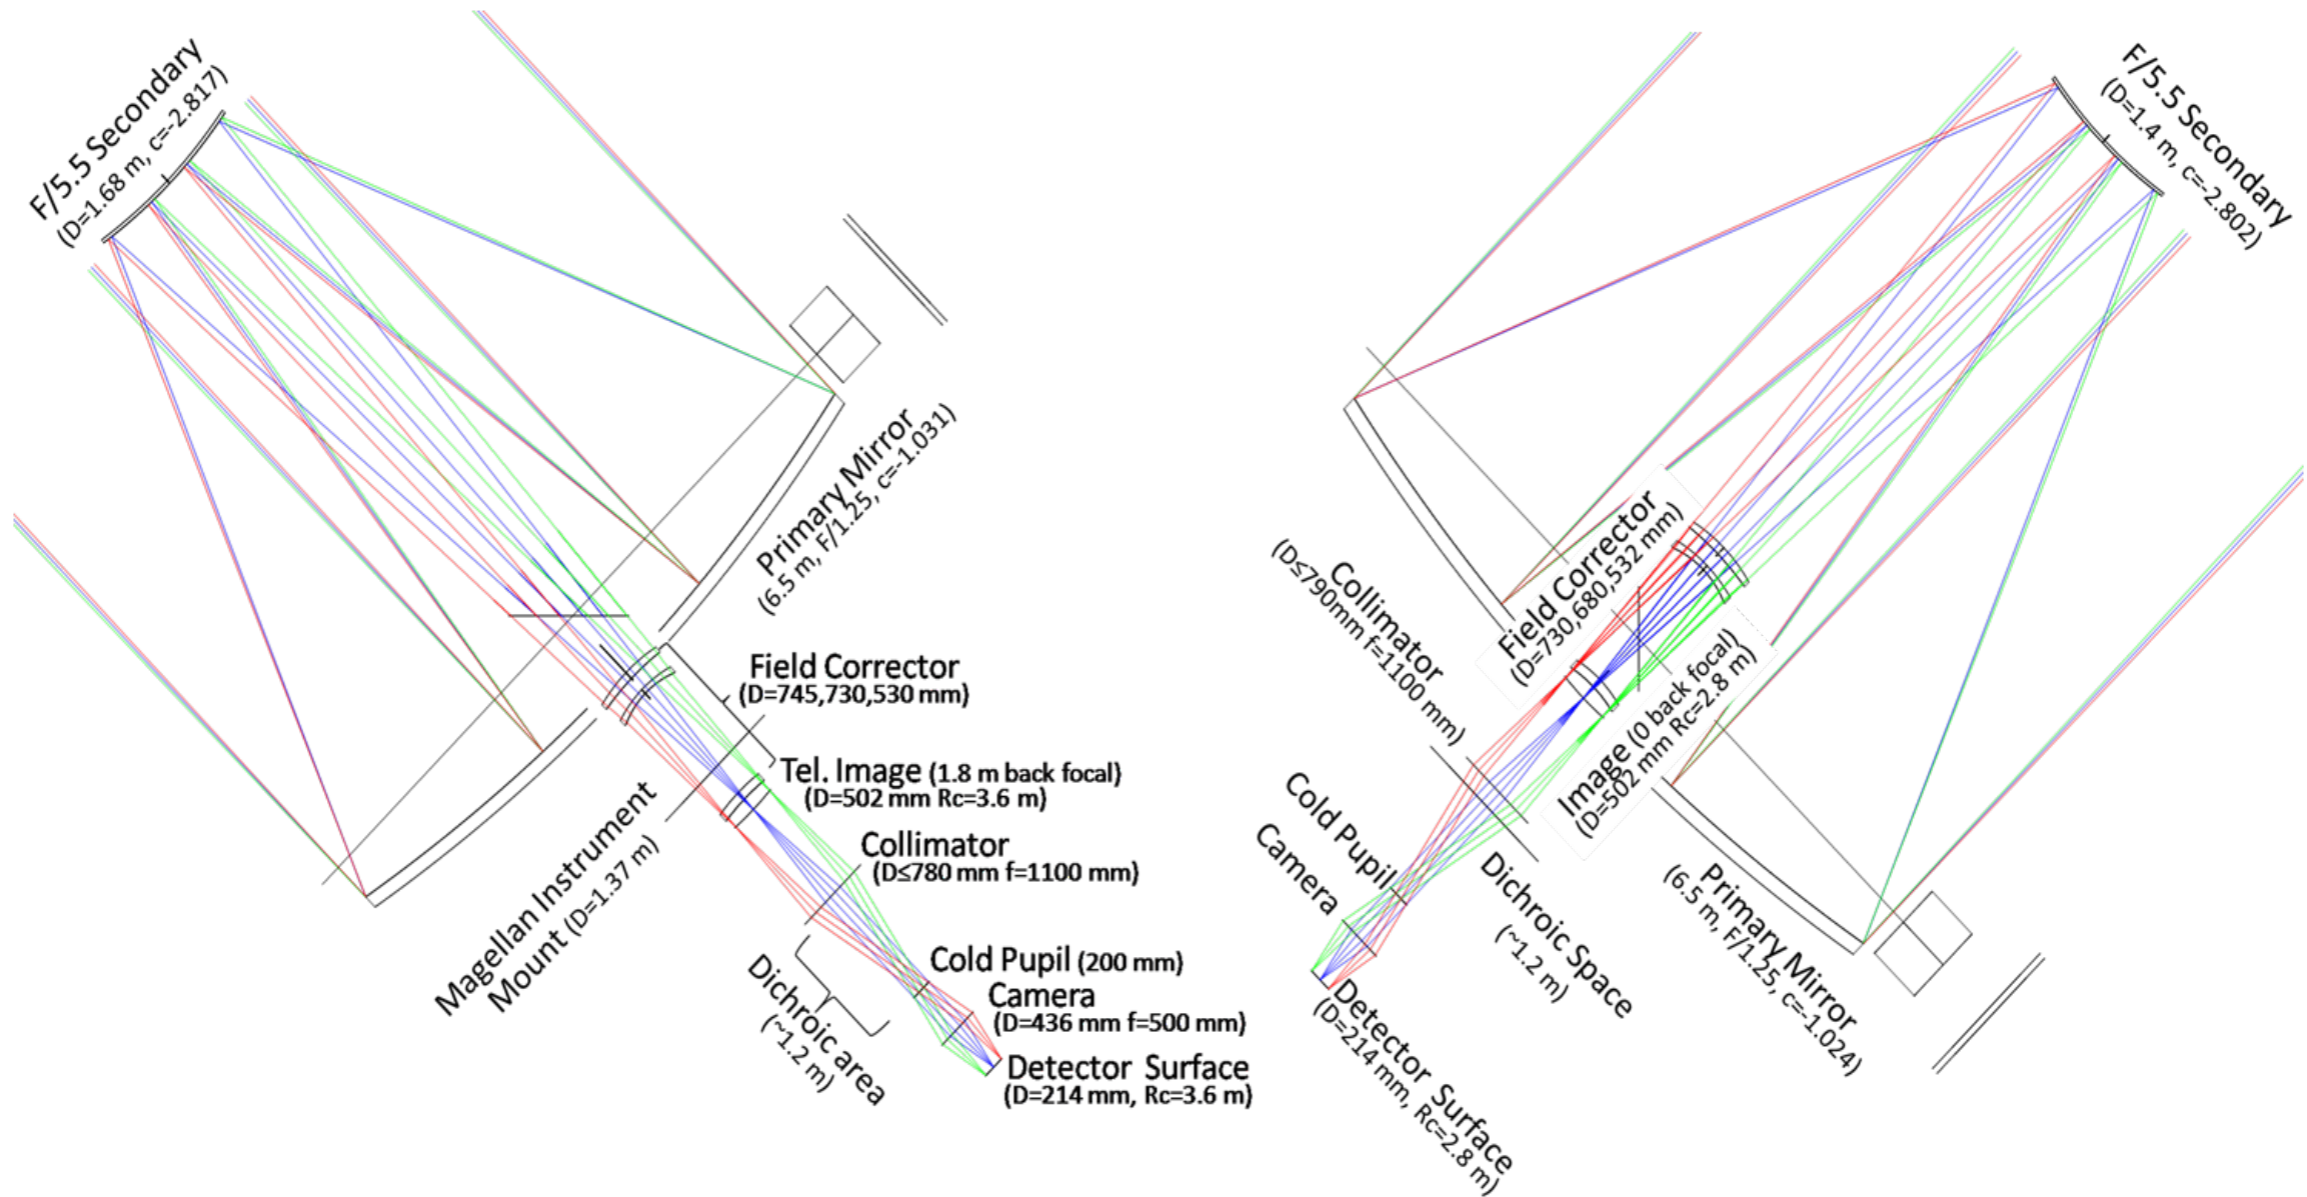 F/5.5 Secondary
(D=1.68 m, c=-2.817)
Primary Mirror
(6.5 m, F/1.25, c=-1.031)
Field Corrector
(D=745,730,530 mm)
Tel. Image (1.8 m back focal)
(D=502 mm Rc=3.6 m)
Magellan Instrument
Mount (D=1.37 m)
Collimator
(D≤780 mm f=1100 mm)
Dichroic area
(~1.2 m)
Cold Pupil (200 mm)
Camera
(D=436 mm f=500 mm)
Detector Surface
(D=214 mm, Rc=3.6 m)
F/5.5 Secondary
(D=1.4 m, c=-2.802)
Field Corrector
(D=730,680,532 mm)
Collimator
(D≤790mm f=1100 mm)
Image (0 back focal)
(D=502 mm Rc=2.8 m)
Cold Pupil
Camera
Dichroic Space
(~1.2 m)
Primary Mirror
(6.5 m, F/1.25, c=-1.024)
Detector Surface
(D=214 mm, Rc=2.8 m)